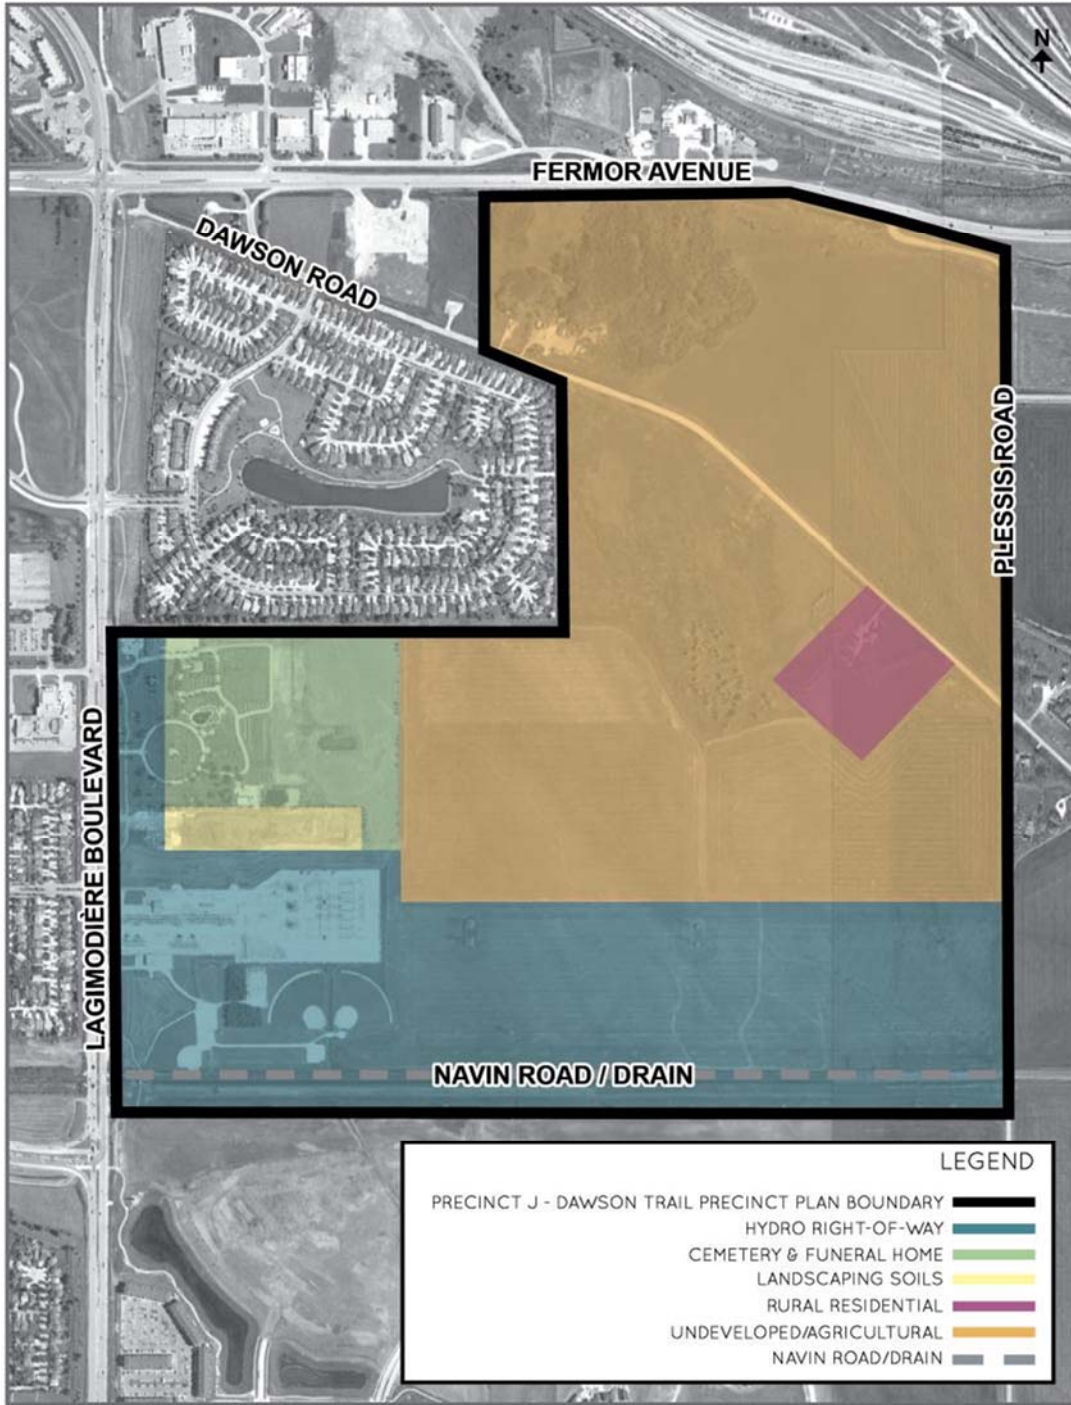 N
FERMOR AVENUE
DAWSON ROAD
PLESSIS ROAD
LAGIMODIÈRE BOULEVARD
NAVIN ROAD / DRAIN
LEGEND
PRECINCT J - DAWSON TRAIL PRECINCT PLAN BOUNDARY
HYDRO RIGHT-OF-WAY
CEMETERY & FUNERAL HOME
LANDSCAPING SOILS
RURAL RESIDENTIAL
UNDEVELOPED/AGRICULTURAL
NAVIN ROAD/DRAIN